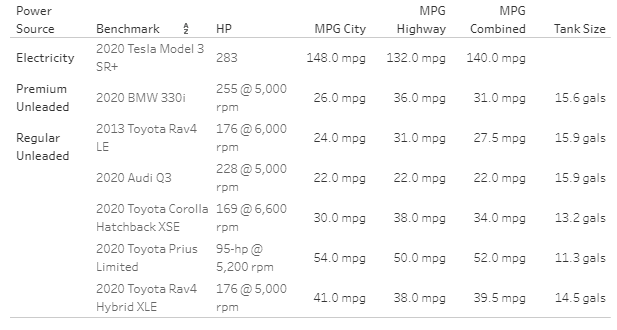 Power Source Benchmark HP MPG City MPG Highway MPG Combined Tank Size
Electricity 2020 Tesla Model 3 SR+ 283 148.0 mpg 132.0 mpg 140.0 mpg
Premium Unleaded 2020 BMW 330i 255 @ 5,000 rpm 26.0 mpg 36.0 mpg 31.0 mpg 15.6 gals
Regular Unleaded 2013 Toyota Rav4 LE 176 @ 6,000 rpm 24.0 mpg 31.0 mpg 27.5 mpg 15.9 gals
2020 Audi Q3 228 @ 5,000 rpm 22.0 mpg 22.0 mpg 22.0 mpg 15.9 gals
2020 Toyota Corolla Hatchback XSE 169 @ 6,600 rpm 30.0 mpg 38.0 mpg 34.0 mpg 13.2 gals
2020 Toyota Prius Limited 95-hp @ 5,200 rpm 54.0 mpg 50.0 mpg 52.0 mpg 11.3 gals
2020 Toyota Rav4 Hybrid XLE 176 @ 5,000 rpm 41.0 mpg 38.0 mpg 39.5 mpg 14.5 gals